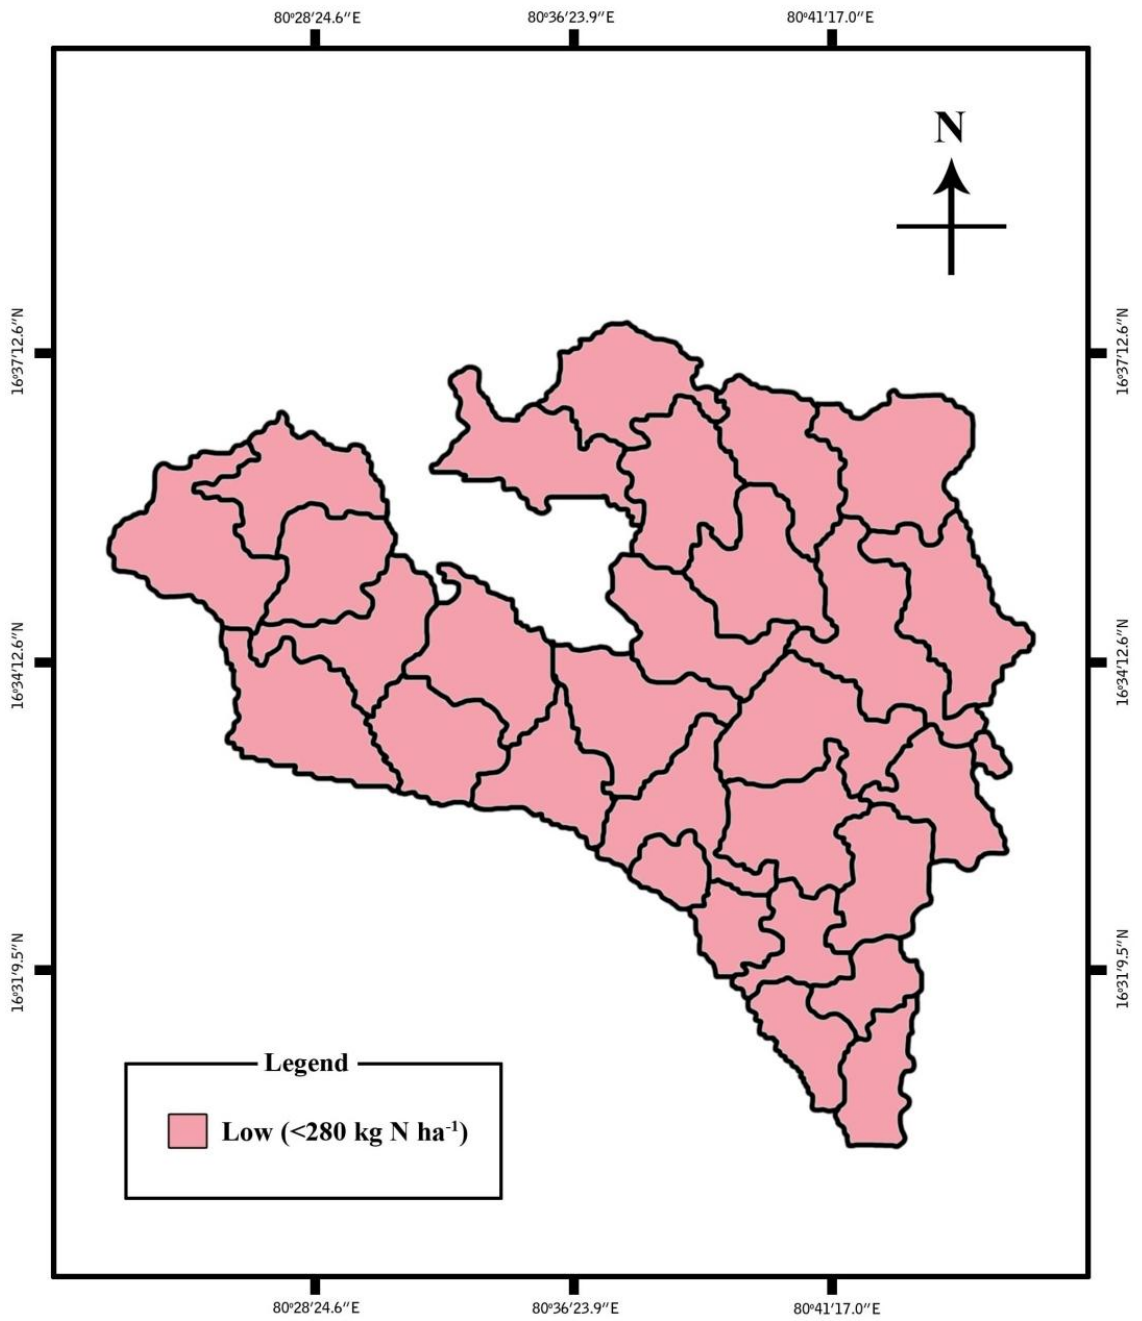 80°28'24.6"E 80°36'23.9"E 80°41'17.0"E
N
16°37'12.6"N 16°37'12.6"N
16°34'12.6"N 16°34'12.6"N
16°31'9.5"N 16°31'9.5"N
Legend
Low (<280 kg N ha⁻¹)
80°28'24.6"E 80°36'23.9"E 80°41'17.0"E